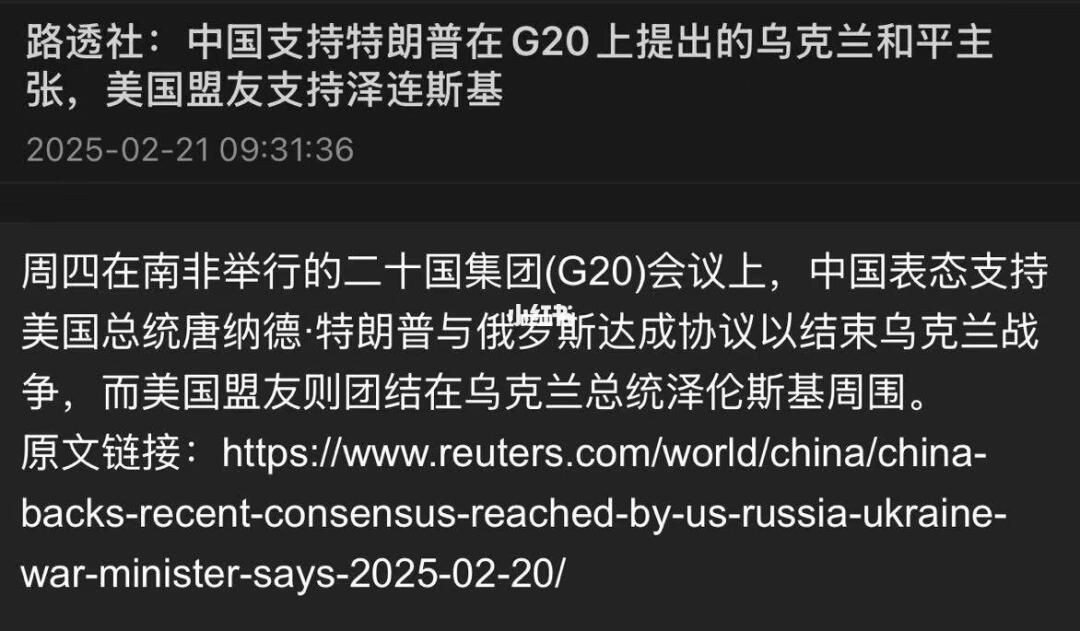 路透社：中国支持特朗普在G20上提出的乌克兰和平主
张，美国盟友支持泽连斯基
2025-02-21 09:31:36
周四在南非举行的二十国集团(G20)会议上，中国表态支持
小红书
美国总统唐纳德·特朗普与俄罗斯达成协议以结束乌克兰战
争，而美国盟友则团结在乌克兰总统泽伦斯基周围。
原文链接：https://www.reuters.com/world/china/china-
backs-recent-consensus-reached-by-us-russia-ukraine-
war-minister-says-2025-02-20/